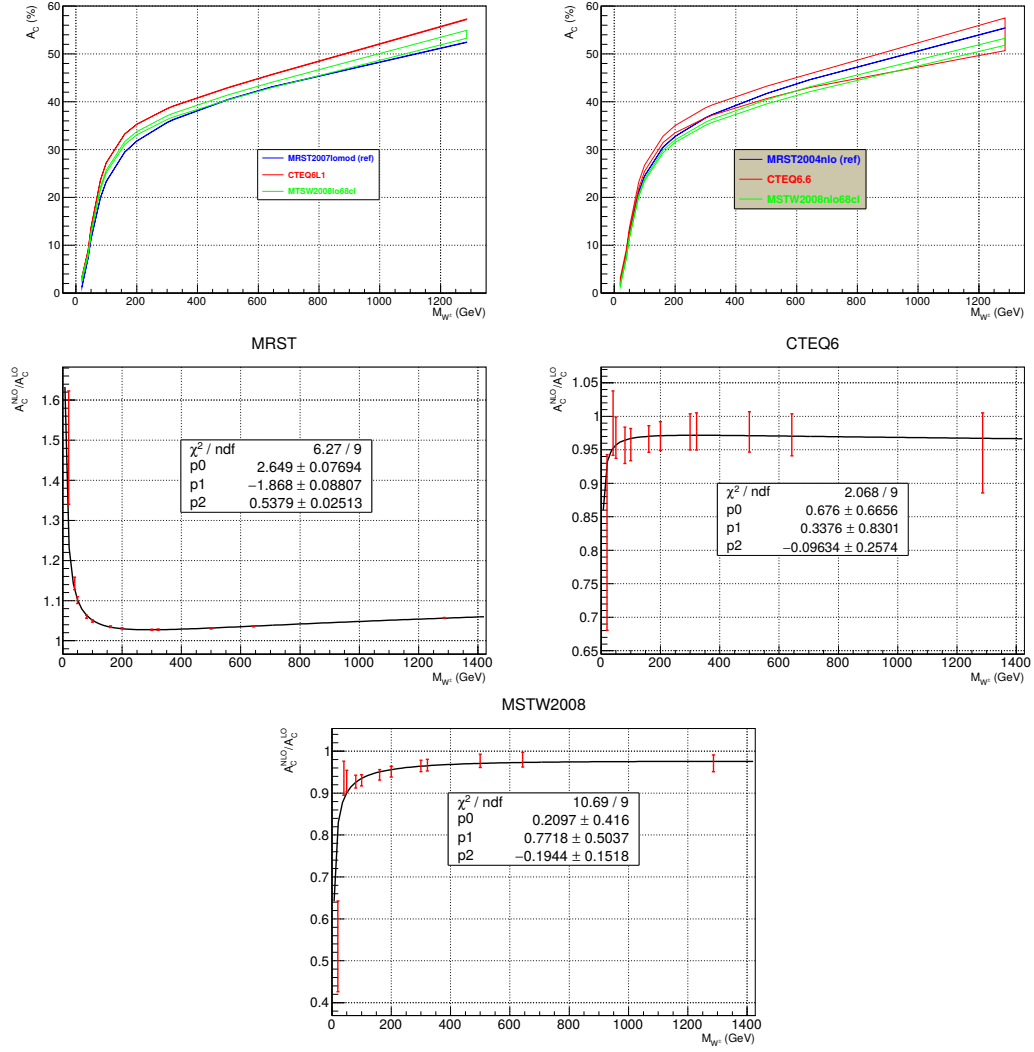 A_C (%)
60
50
40
30
20
10
0
MRST2007lomod (ref)
CTEQ6L1
MTSW2008lo68cl
0 200 400 600 800 1000 1200
M_W± (GeV)
A_C (%)
60
50
40
30
20
10
0
MRST2004nlo (ref)
CTEQ6.6
MSTW2008nlo68cl
0 200 400 600 800 1000 1200
M_W± (GeV)
MRST
A_C^NLO/A_C^LO
1.6
1.5
1.4
1.3
1.2
1.1
1
χ² / ndf 6.27 / 9
p0 2.649 ± 0.07694
p1 −1.868 ± 0.08807
p2 0.5379 ± 0.02513
0 200 400 600 800 1000 1200 1400
M_W± (GeV)
CTEQ6
A_C^NLO/A_C^LO
1.05
1
0.95
0.9
0.85
0.8
0.75
0.7
0.65
χ² / ndf 2.068 / 9
p0 0.676 ± 0.6656
p1 0.3376 ± 0.8301
p2 −0.09634 ± 0.2574
0 200 400 600 800 1000 1200 1400
M_W± (GeV)
MSTW2008
A_C^NLO/A_C^LO
1
0.9
0.8
0.7
0.6
0.5
0.4
χ² / ndf 10.69 / 9
p0 0.2097 ± 0.416
p1 0.7718 ± 0.5037
p2 −0.1944 ± 0.1518
0 200 400 600 800 1000 1200 1400
M_W± (GeV)